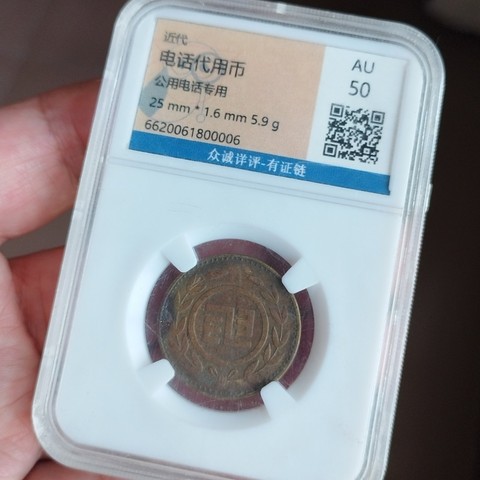 近代
电话代用币
公用电话专用
25 mm * 1.6 mm 5.9 g
6620061800006
AU
50
众诚详评-有证链